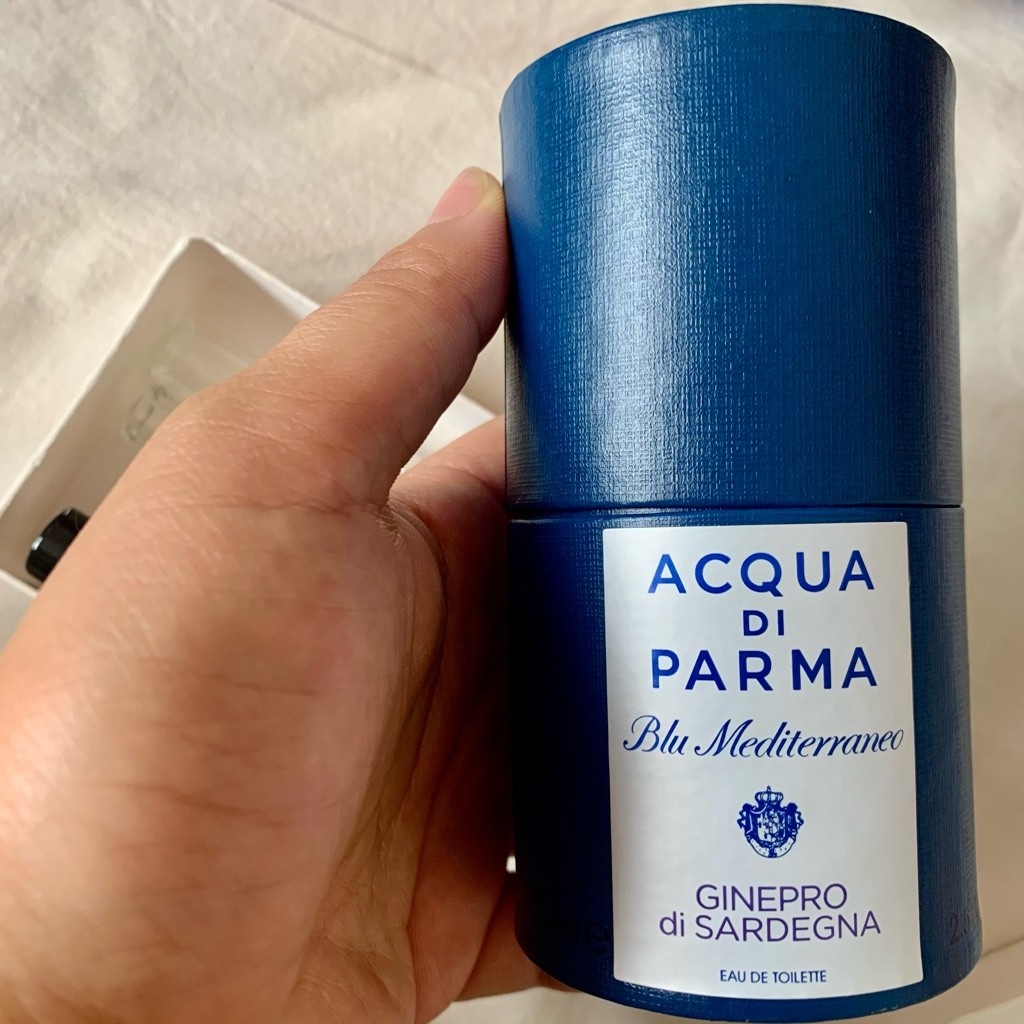 ACQUA
DI
PARMA
Blu Mediterraneo
GINEPRO
di SARDEGNA
EAU DE TOILETTE